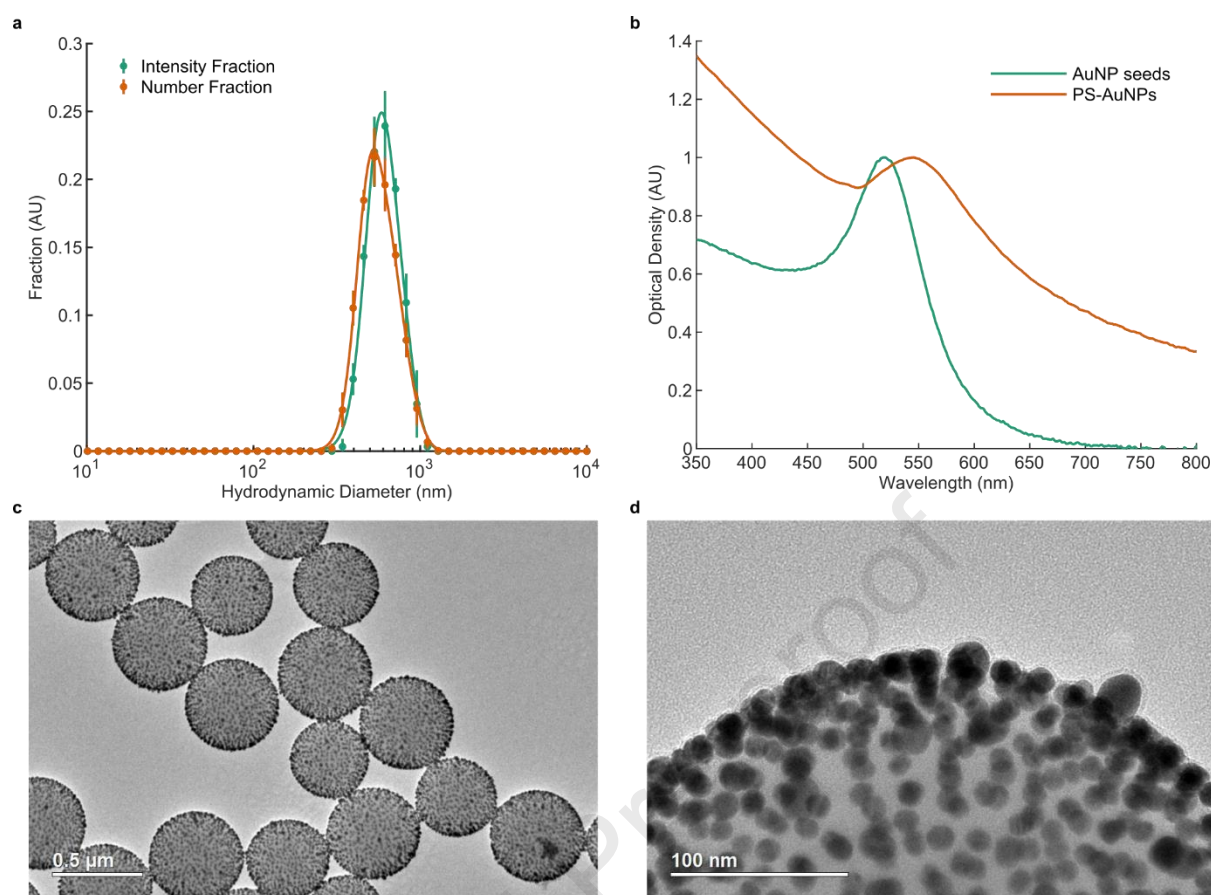 a
0.3
Intensity Fraction
Number Fraction
0.25
0.2
0.15
0.1
0.05
0
Fraction (AU)
10^1
10^2
10^3
10^4
Hydrodynamic Diameter (nm)
b
1.4
AuNP seeds
PS-AuNPs
1.2
1
0.8
0.6
0.4
0.2
0
Optical Density (AU)
350 400 450 500 550 600 650 700 750 800
Wavelength (nm)
c
0.5 µm
d
100 nm